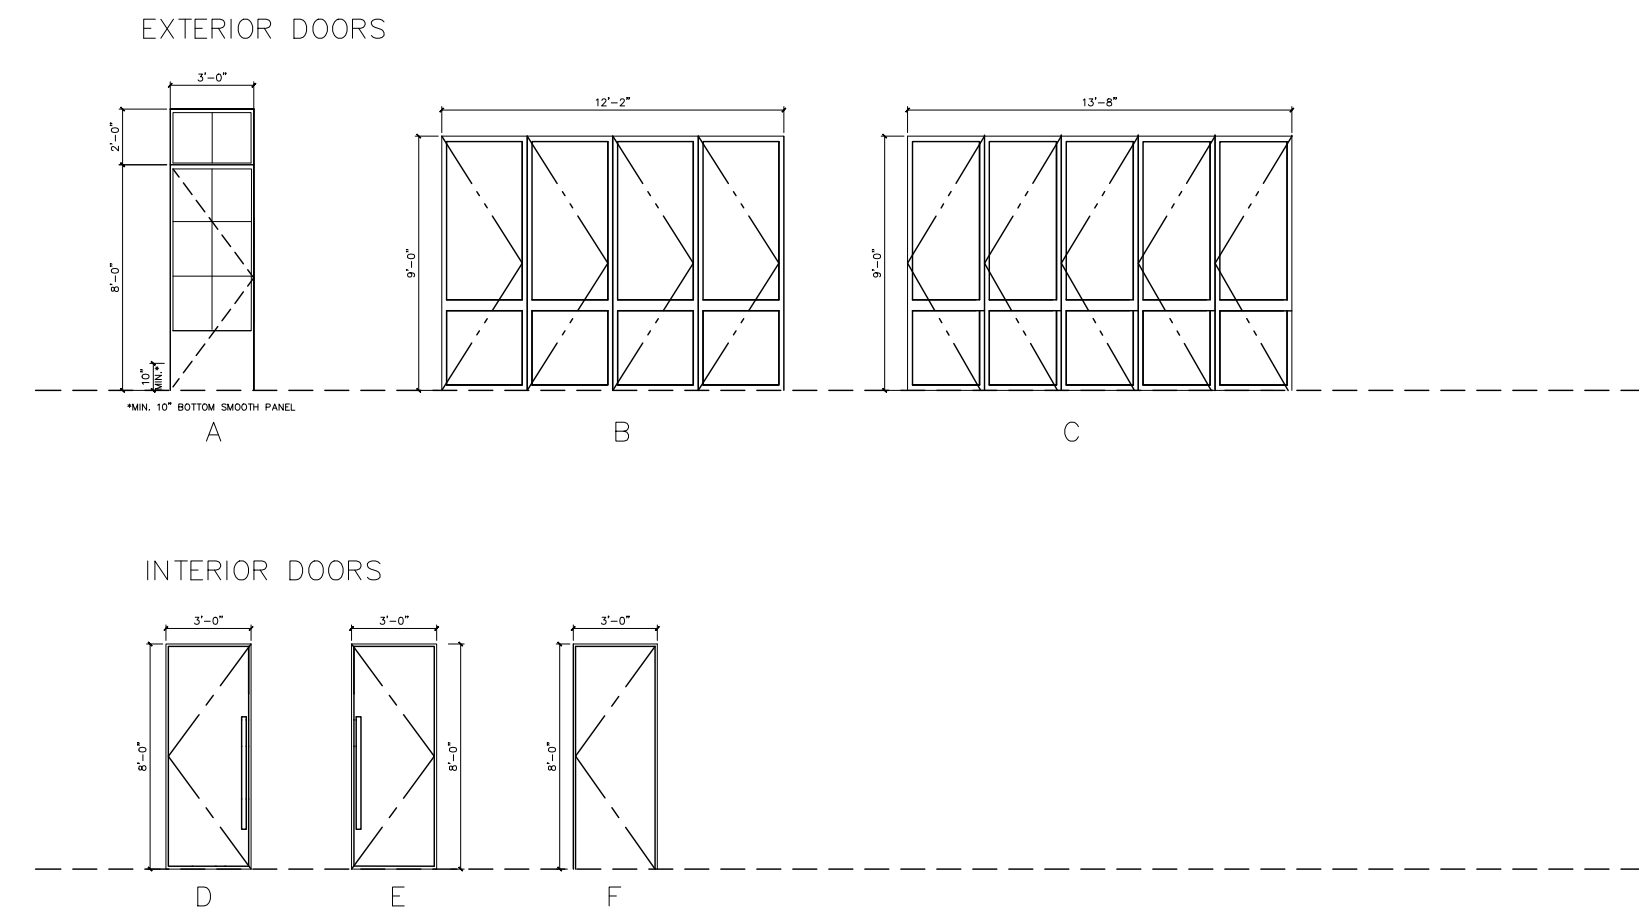 EXTERIOR DOORS
3'-0"
12'-2"
13'-8"
2'-0"
8'-0"
9'-0"
9'-0"
10"
MIN.*
*MIN. 10" BOTTOM SMOOTH PANEL
A
B
C
INTERIOR DOORS
3'-0"
3'-0"
3'-0"
8'-0"
8'-0"
8'-0"
D
E
F